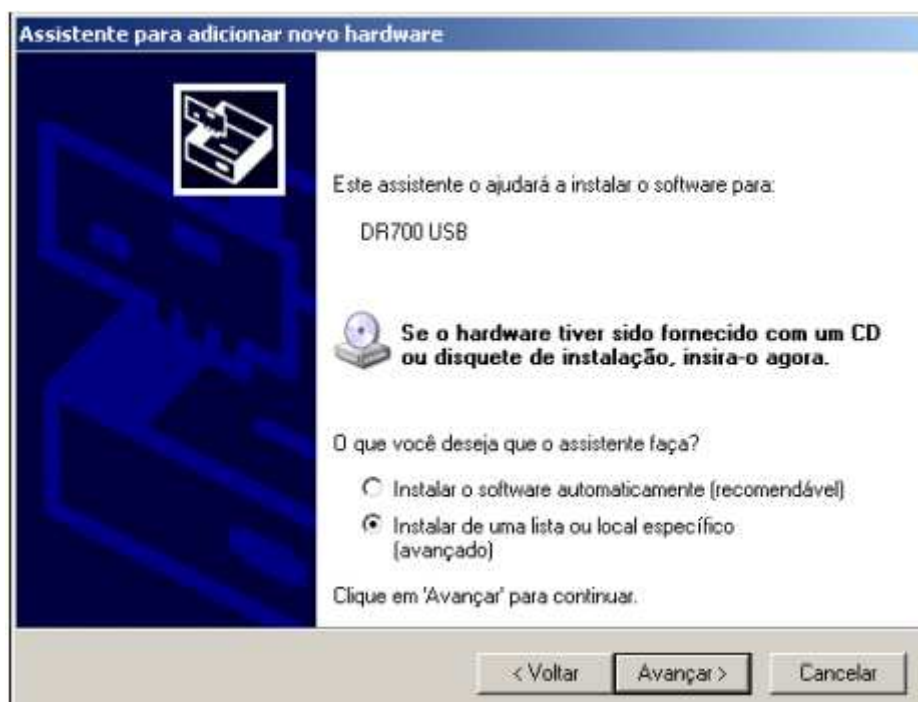 Assistente para adicionar novo hardware
Este assistente o ajudará a instalar o software para:
DR700 USB
Se o hardware tiver sido fornecido com um CD
ou disquete de instalação, insira-o agora.
O que você deseja que o assistente faça?
Instalar o software automaticamente (recomendável)
Instalar de uma lista ou local específico
(avançado)
Clique em 'Avançar' para continuar.
< Voltar
Avançar >
Cancelar